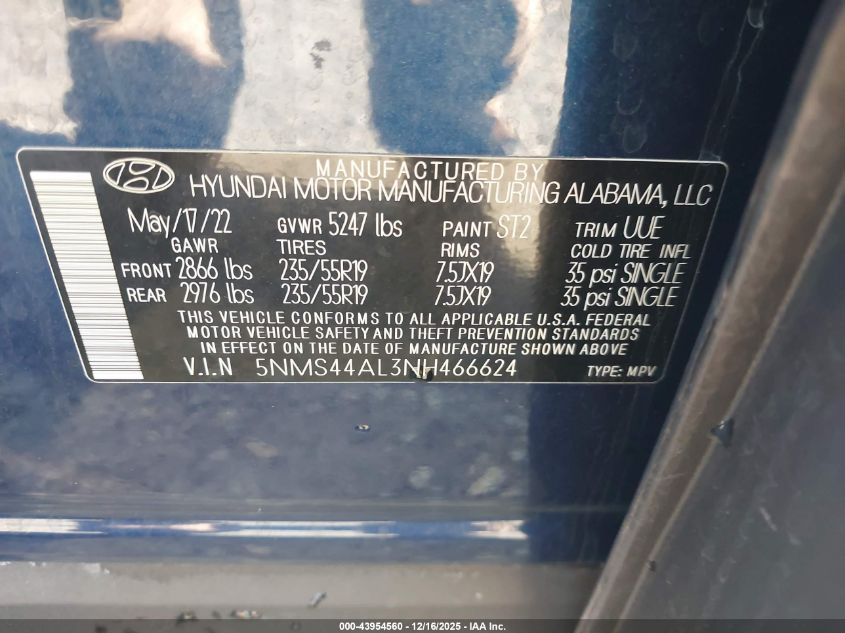 MANUFACTURED BY
HYUNDAI MOTOR MANUFACTURING ALABAMA, LLC
May/17/22 GVWR 5247 lbs PAINT ST2 TRIM UUE
GAWR TIRES RIMS COLD TIRE INFL
FRONT 2866 lbs 235/55R19 7.5JX19 35 psi SINGLE
REAR 2976 lbs 235/55R19 7.5JX19 35 psi SINGLE
THIS VEHICLE CONFORMS TO ALL APPLICABLE U.S.A. FEDERAL
MOTOR VEHICLE SAFETY AND THEFT PREVENTION STANDARDS
IN EFFECT ON THE DATE OF MANUFACTURE SHOWN ABOVE
V.I.N 5NMS44AL3NH466624 TYPE: MPV
000-43954560 - 12/16/2025 - IAA Inc.